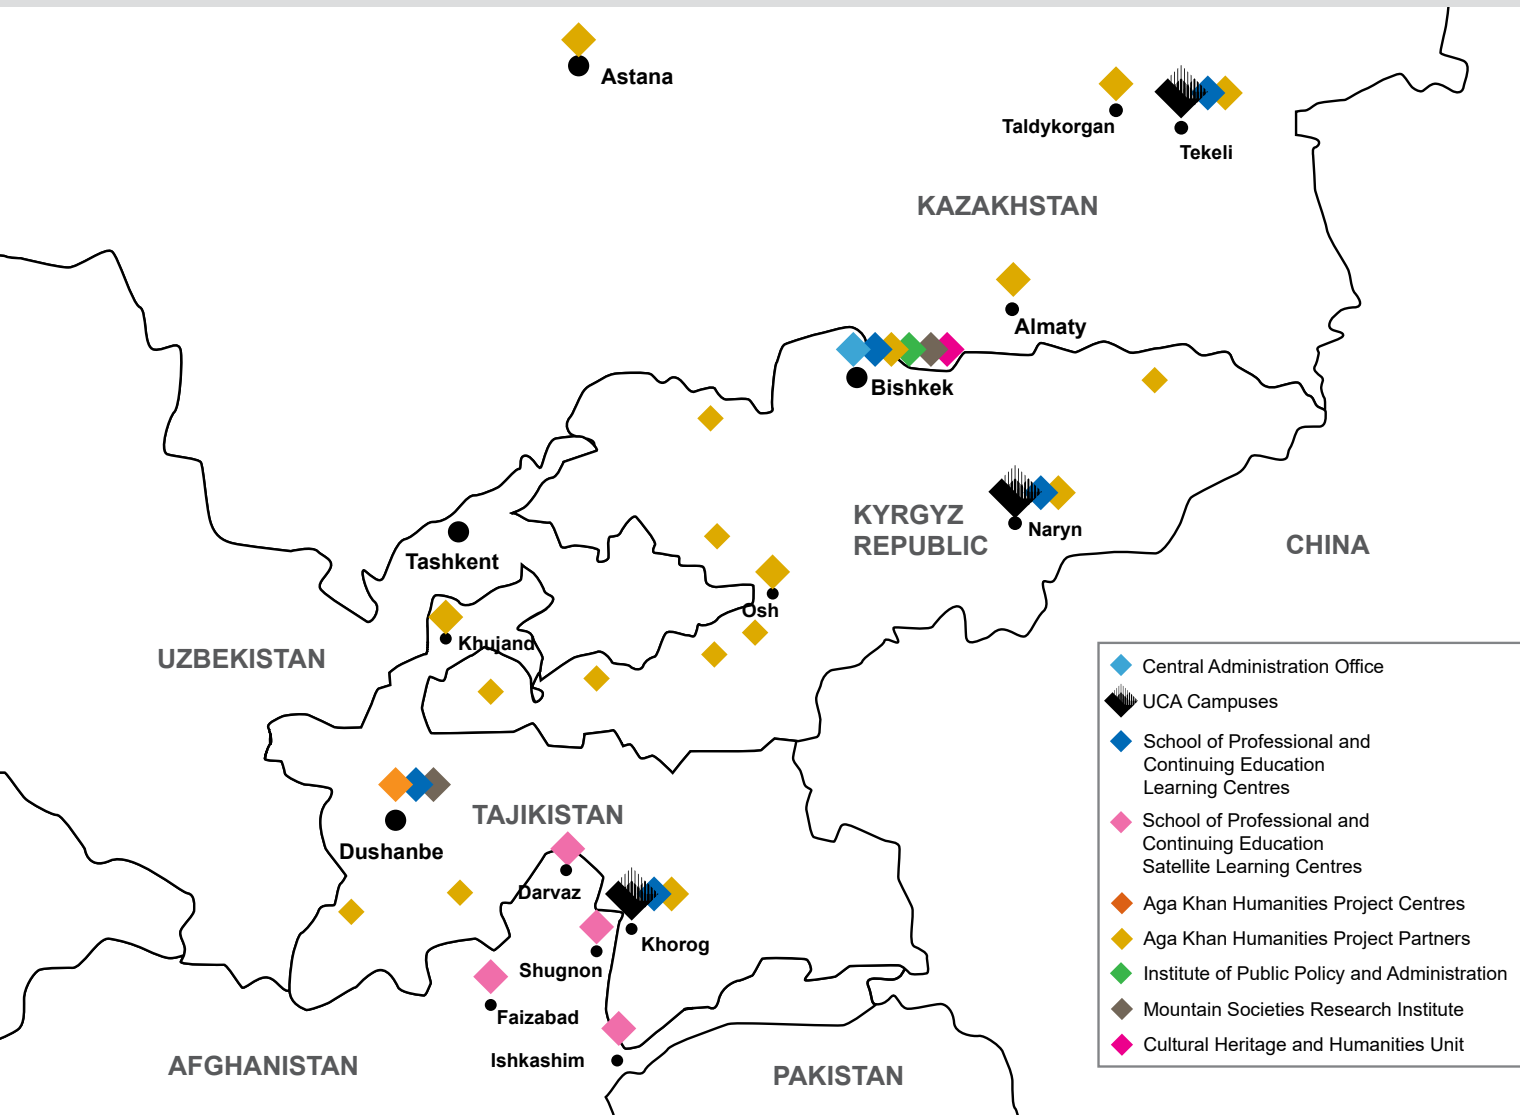 Astana
Taldykorgan
Tekeli
KAZAKHSTAN
Almaty
Bishkek
KYRGYZ
REPUBLIC
Naryn
CHINA
Tashkent
Osh
Khujand
UZBEKISTAN
TAJIKISTAN
Dushanbe
Darvaz
Khorog
Shugnon
Faizabad
Ishkashim
AFGHANISTAN
PAKISTAN
Central Administration Office
UCA Campuses
School of Professional and
Continuing Education
Learning Centres
School of Professional and
Continuing Education
Satellite Learning Centres
Aga Khan Humanities Project Centres
Aga Khan Humanities Project Partners
Institute of Public Policy and Administration
Mountain Societies Research Institute
Cultural Heritage and Humanities Unit